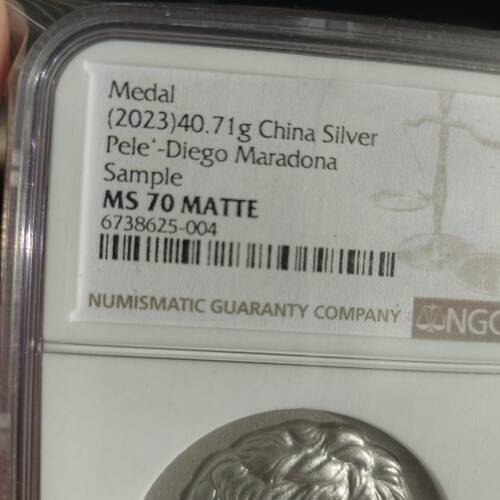 Medal
(2023)40.71g China Silver
Pele'-Diego Maradona
Sample
MS 70 MATTE
6738625-004
NUMISMATIC GUARANTY COMPANY
NGC